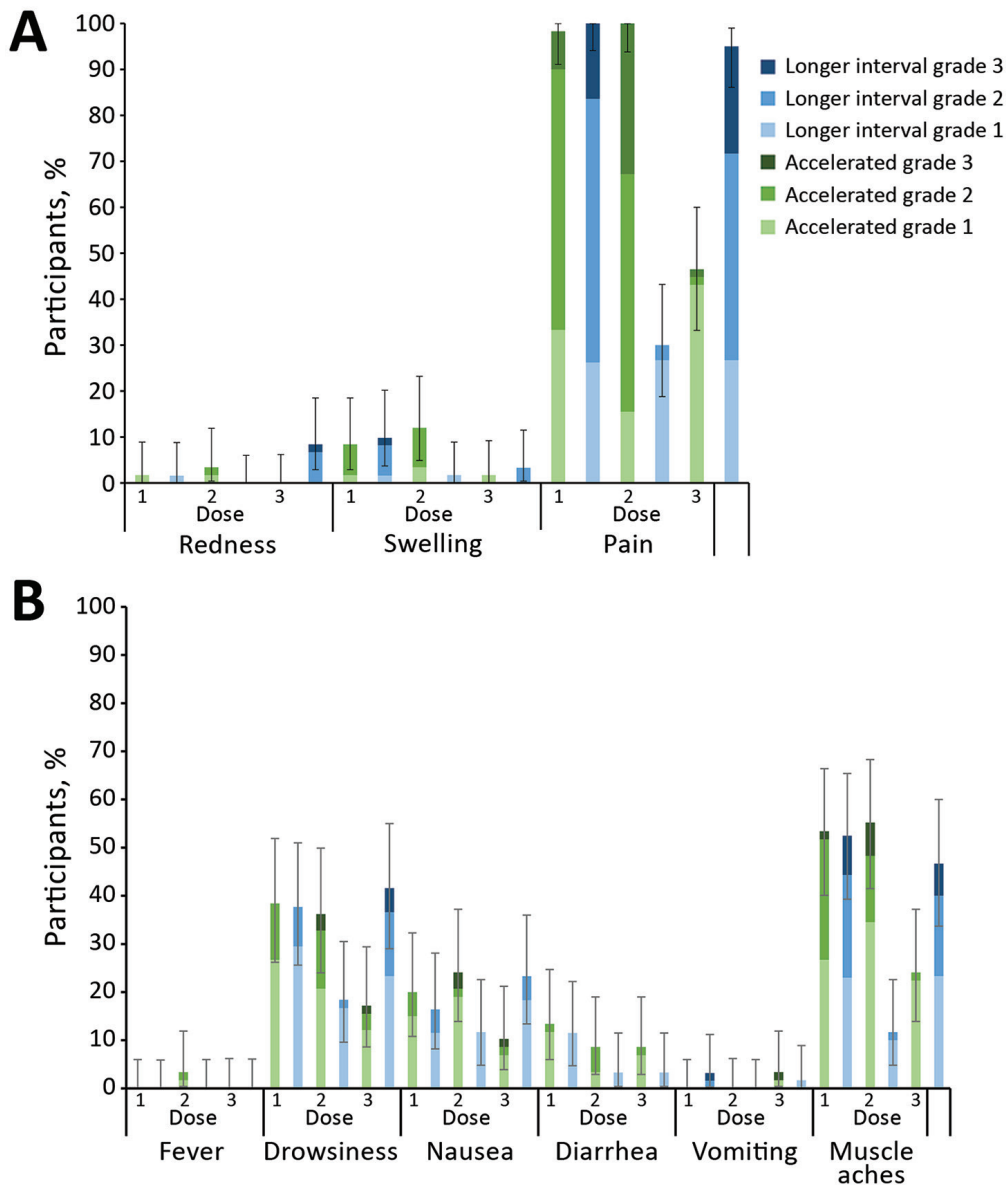 A
100
90
80
70
60
50
40
30
20
10
0
Participants, %
Longer interval grade 3
Longer interval grade 2
Longer interval grade 1
Accelerated grade 3
Accelerated grade 2
Accelerated grade 1
1 2 3 1 2 3 1 2 3
Dose Dose Dose
Redness Swelling Pain
B
100
90
80
70
60
50
40
30
20
10
0
Participants, %
1 2 3 1 2 3 1 2 3 1 2 3 1 2 3 1 2 3
Dose Dose Dose Dose Dose Dose
Fever Drowsiness Nausea Diarrhea Vomiting Muscle
aches